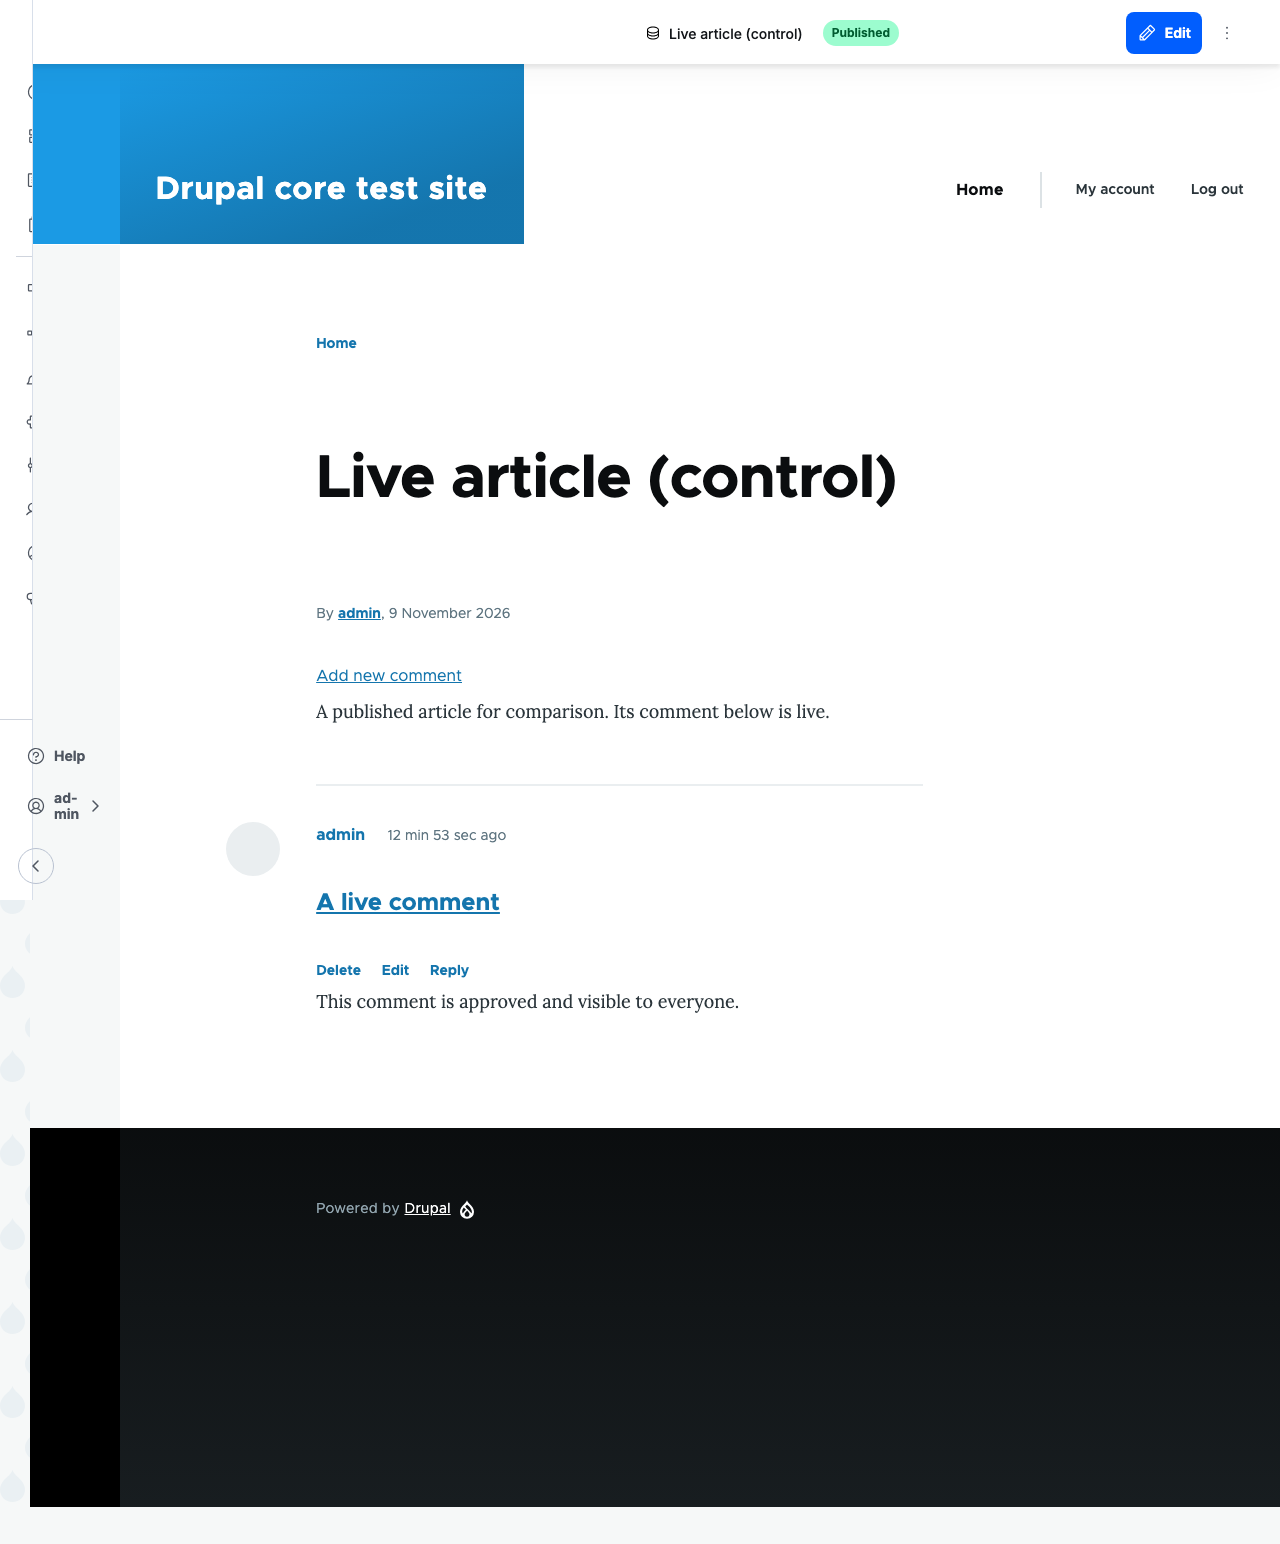 Live article (control) Published Edit
Drupal core test site
Home My account Log out
Home
Live article (control)
By admin, 9 November 2026
Add new comment
A published article for comparison. Its comment below is live.
Help
ad-
min
admin 12 min 53 sec ago
A live comment
Delete Edit Reply
This comment is approved and visible to everyone.
Powered by Drupal